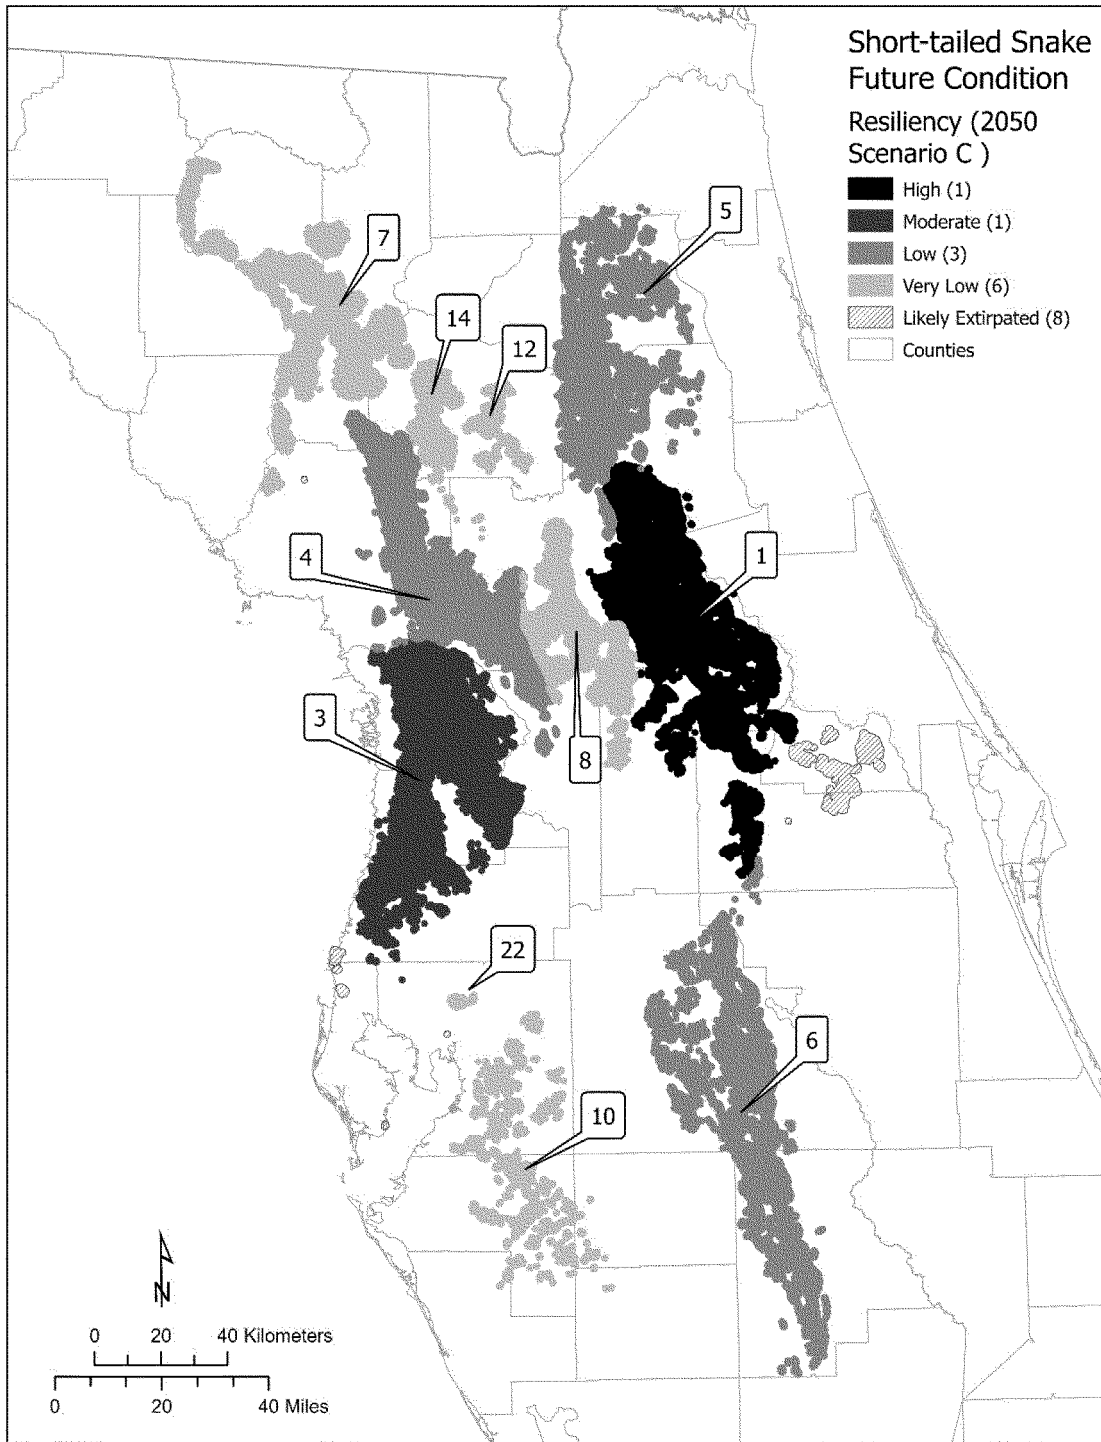 Short-tailed Snake
Future Condition
Resiliency (2050
Scenario C )
High (1)
Moderate (1)
Low (3)
Very Low (6)
Likely Extirpated (8)
Counties
5
7
14
12
1
4
3
8
22
6
10
N
0 20 40 Kilometers
0 20 40 Miles